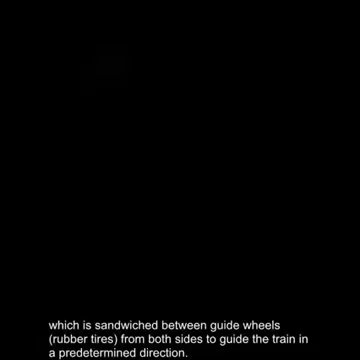 which is sandwiched between guide wheels
(rubber tires) from both sides to guide the train in
a predetermined direction.